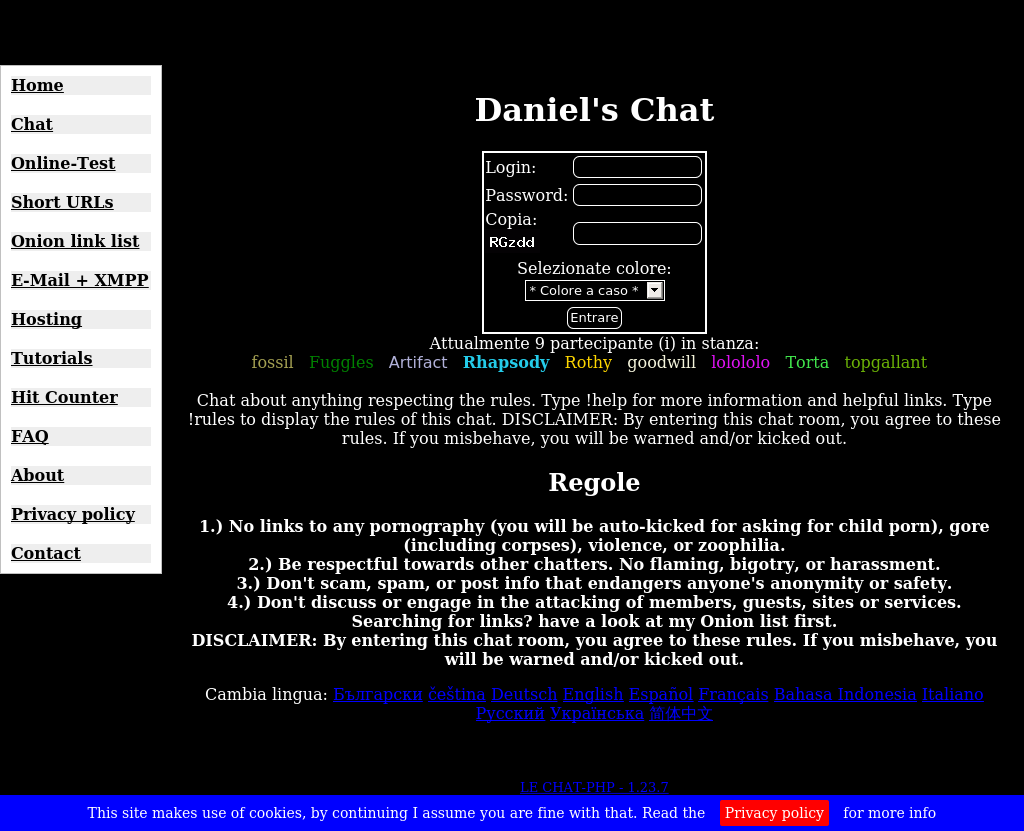 Home
Chat
Online-Test
Short URLs
Onion link list
E-Mail + XMPP
Hosting
Tutorials
Hit Counter
FAQ
About
Privacy policy
Contact
Daniel's Chat
Login:
Password:
Copia:
RGzdd
Selezionate colore:
* Colore a caso *
Entrare
Attualmente 9 partecipante (i) in stanza:
fossil Fuggles Artifact Rhapsody Rothy goodwill lolololo Torta topgallant
Chat about anything respecting the rules. Type !help for more information and helpful links. Type
!rules to display the rules of this chat. DISCLAIMER: By entering this chat room, you agree to these
rules. If you misbehave, you will be warned and/or kicked out.
Regole
1.) No links to any pornography (you will be auto-kicked for asking for child porn), gore
(including corpses), violence, or zoophilia.
2.) Be respectful towards other chatters. No flaming, bigotry, or harassment.
3.) Don't scam, spam, or post info that endangers anyone's anonymity or safety.
4.) Don't discuss or engage in the attacking of members, guests, sites or services.
Searching for links? have a look at my Onion list first.
DISCLAIMER: By entering this chat room, you agree to these rules. If you misbehave, you
will be warned and/or kicked out.
Cambia lingua: Български čeština Deutsch English Español Français Bahasa Indonesia Italiano
Русский Українська 简体中文
LE CHAT-PHP - 1.23.7
This site makes use of cookies, by continuing I assume you are fine with that. Read the Privacy policy for more info